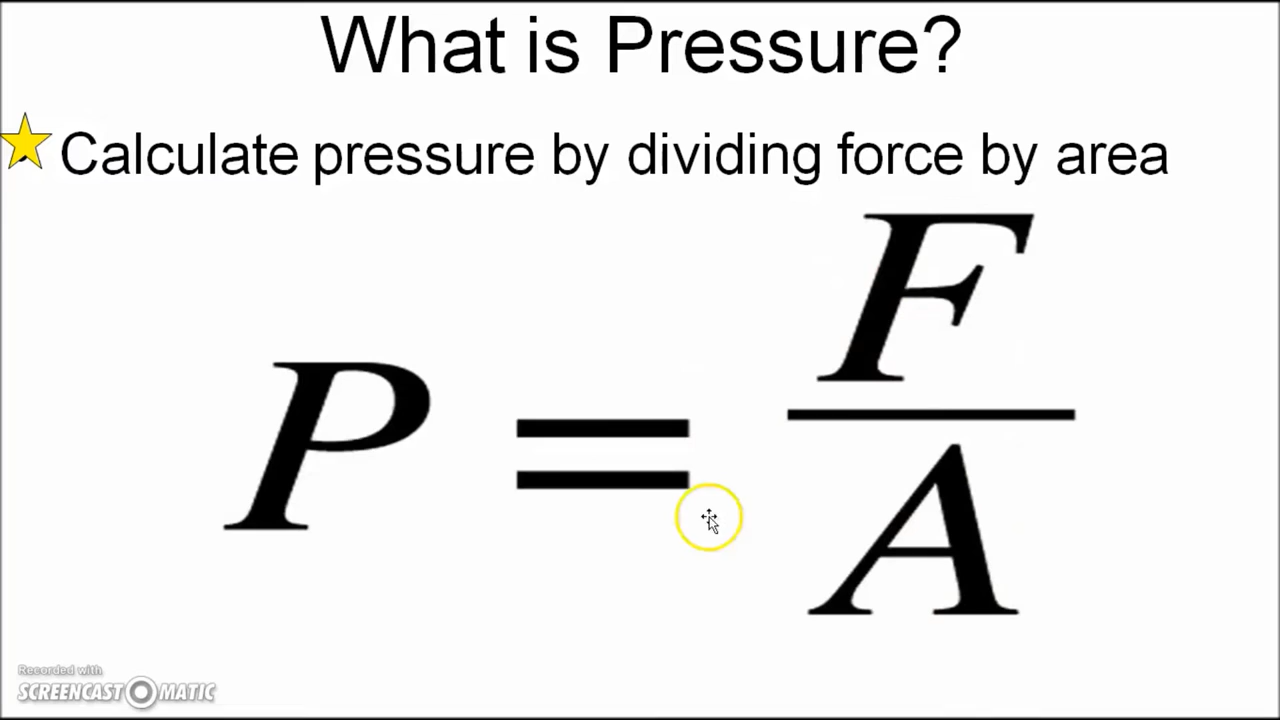 What is Pressure?
Calculate pressure by dividing force by area
P = F
A
Recorded with
SCREENCAST MATIC